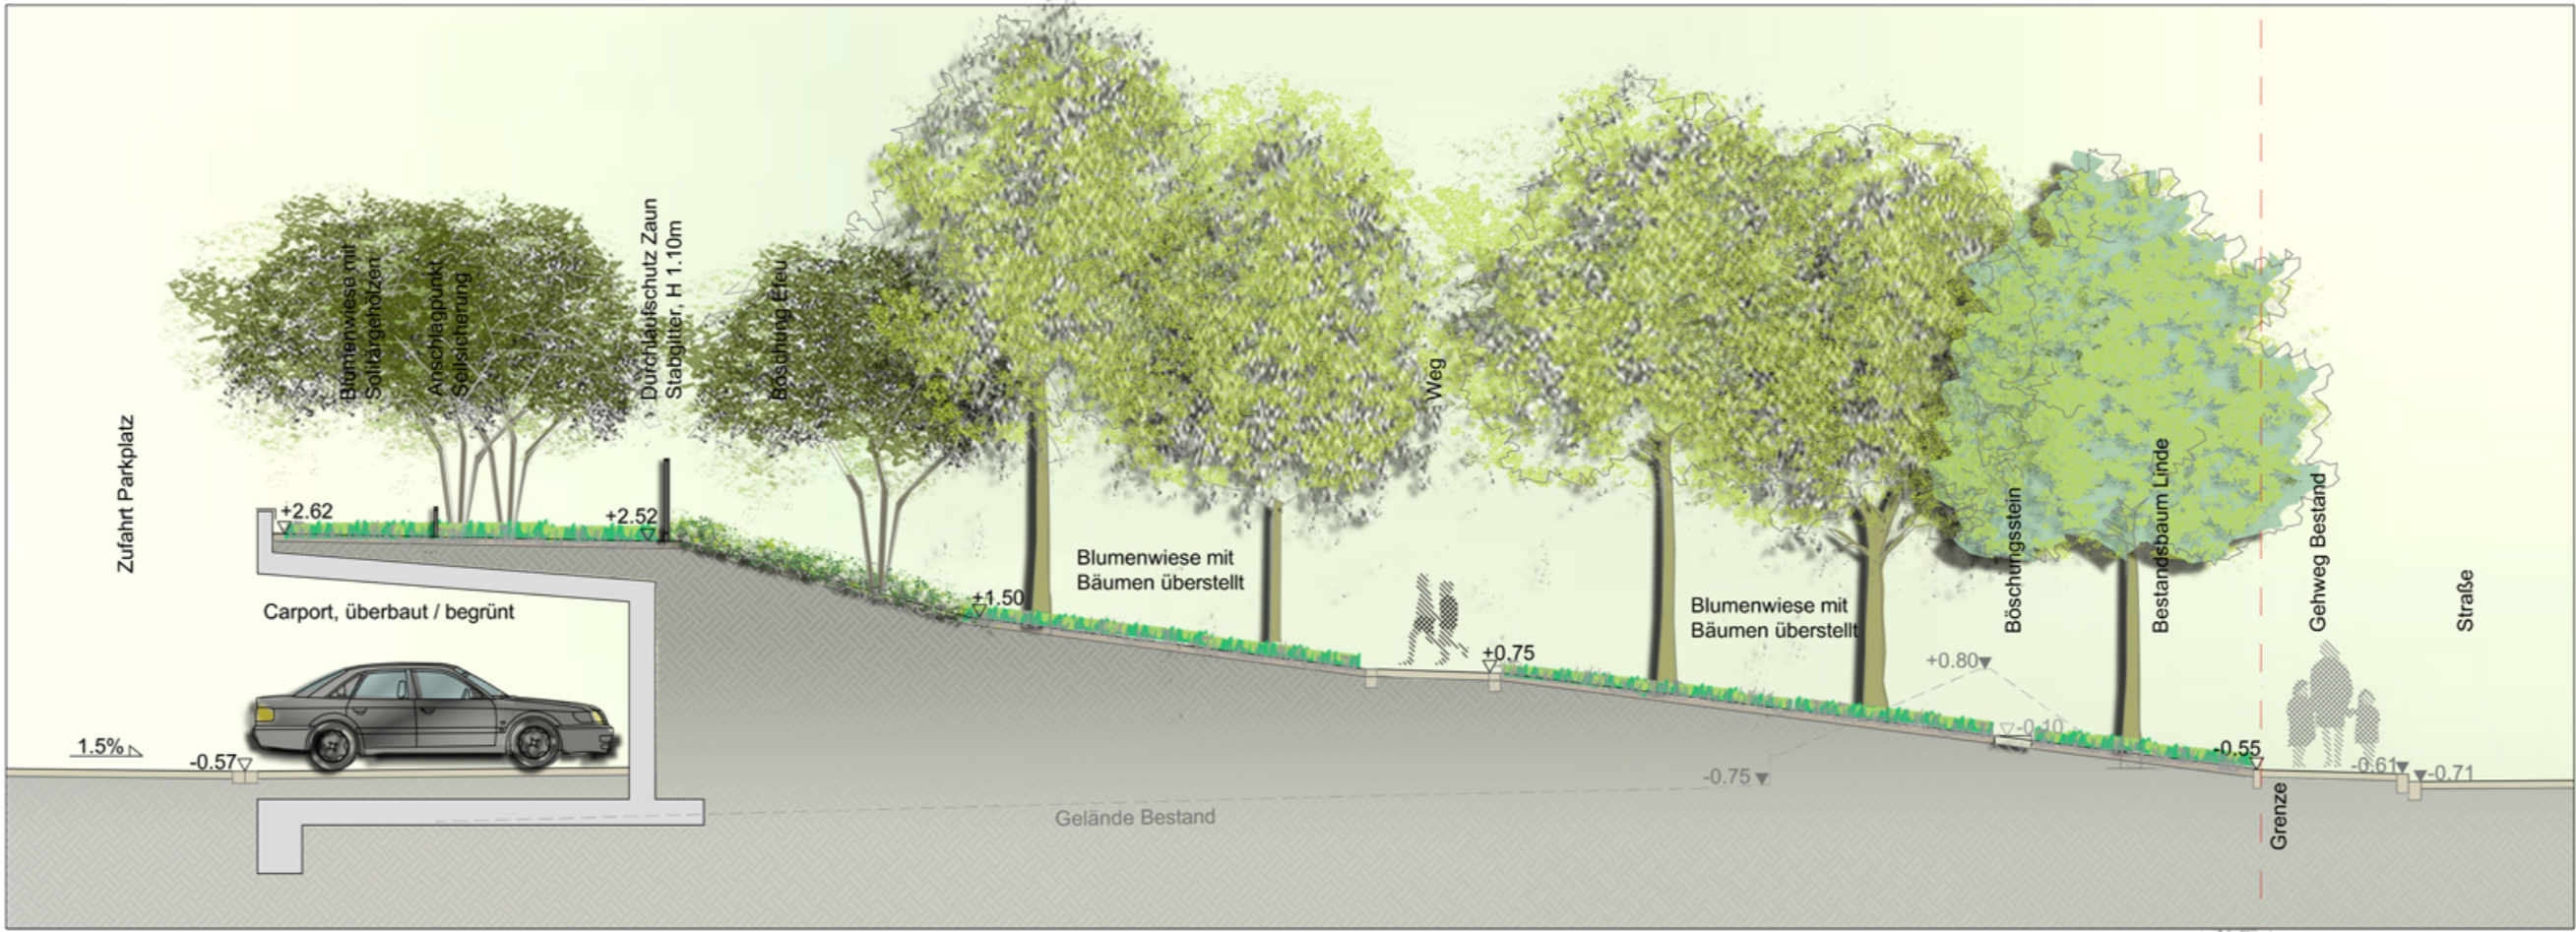 Zufahrt Parkplatz
1.5%
-0.57
+2.62
Blumenwiese mit
Solitärgehölzen
Anschlagpunkt
Seilsicherung
+2.52
Durchlaufschutz Zaun
Stabgitter, H 1.10m
Böschung Efeu
Carport, überbaut / begrünt
+1.50
Blumenwiese mit
Bäumen überstellt
Weg
+0.75
Blumenwiese mit
Bäumen überstellt
+0.80
-0.75
Gelände Bestand
-0.10
Böschungsstein
Bestandsbaum Linde
-0.55
Grenze
Gehweg Bestand
-0.61
-0.71
Straße